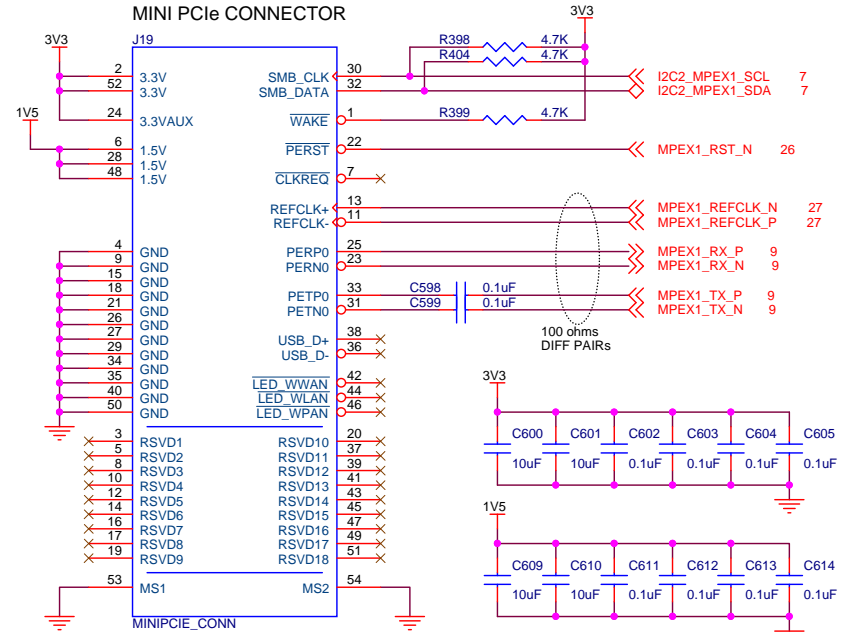 MINI PCIe CONNECTOR
3V3
3V3
J19
R398 4.7K
R404 4.7K
2 3.3V SMB_CLK 30 I2C2_MPEX1_SCL 7
52 3.3V SMB_DATA 32 I2C2_MPEX1_SDA 7
24 3.3VAUX WAKE 1 R399 4.7K
1V5
6 1.5V PERST 22 MPEX1_RST_N 26
28 1.5V
48 1.5V CLKREQ 7
REFCLK+ 13 MPEX1_REFCLK_N 27
REFCLK- 11 MPEX1_REFCLK_P 27
4 GND PERP0 25 MPEX1_RX_P 9
9 GND PERN0 23 MPEX1_RX_N 9
15 GND
18 GND PETP0 33 C598 0.1uF MPEX1_TX_P 9
21 GND PETN0 31 C599 0.1uF MPEX1_TX_N 9
26 GND
27 GND USB_D+ 38
29 GND USB_D- 36
100 ohms
DIFF PAIRs
34 GND
35 GND LED_WWAN 42
40 GND LED_WLAN 44
50 GND LED_WPAN 46
3 RSVD1 RSVD10 20
5 RSVD2 RSVD11 37
8 RSVD3 RSVD12 39
10 RSVD4 RSVD13 41
12 RSVD5 RSVD14 43
14 RSVD6 RSVD15 45
16 RSVD7 RSVD16 47
17 RSVD8 RSVD17 49
19 RSVD9 RSVD18 51
53 MS1 MS2 54
MINIPCIE_CONN
3V3
C600 C601 C602 C603 C604 C605
10uF 10uF 0.1uF 0.1uF 0.1uF 0.1uF
1V5
C609 C610 C611 C612 C613 C614
10uF 10uF 0.1uF 0.1uF 0.1uF 0.1uF